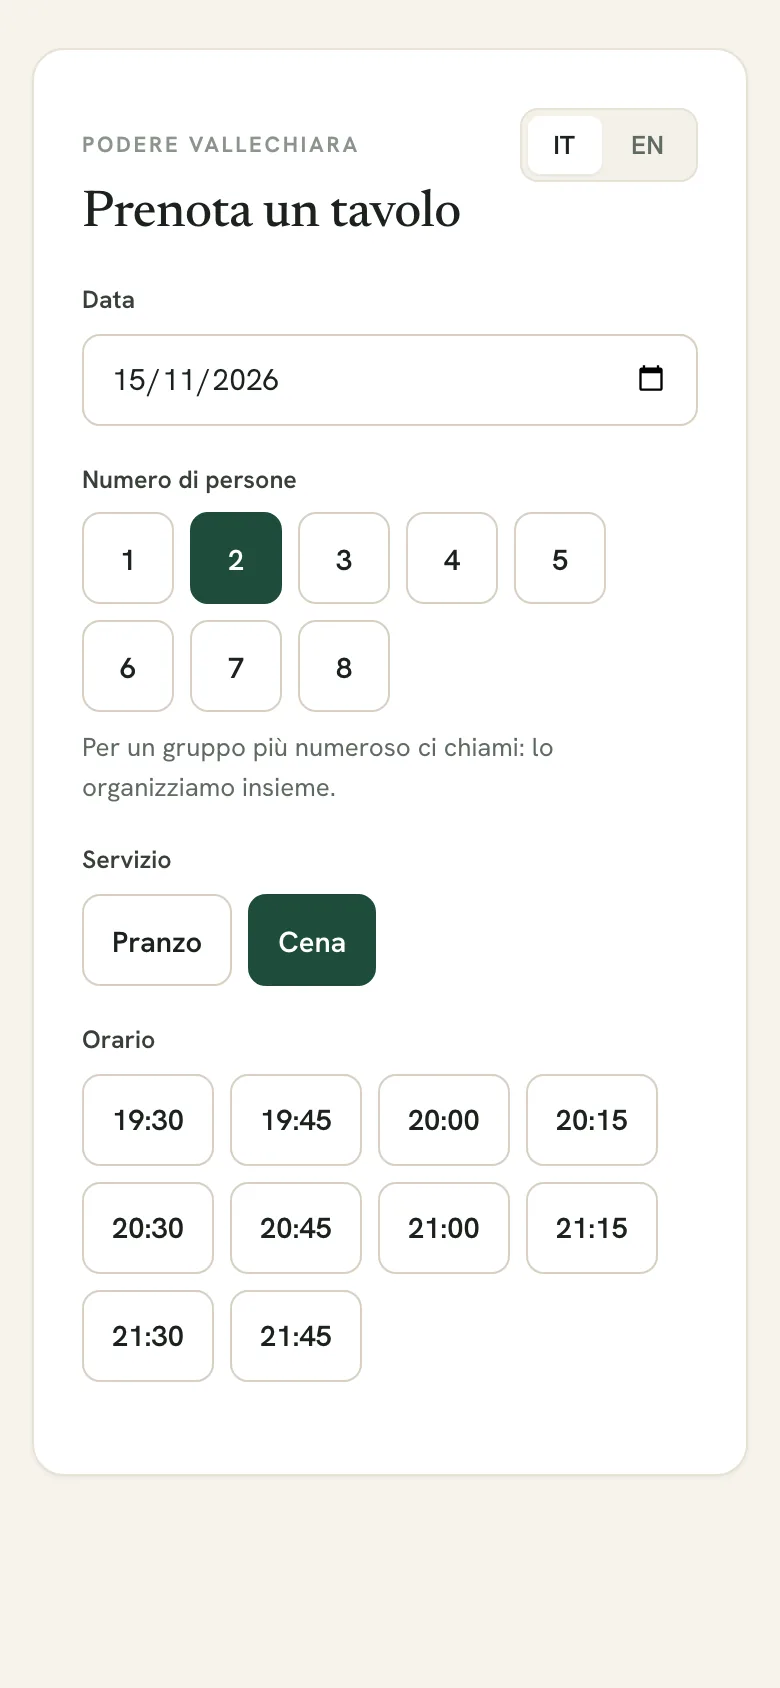 PODERE VALLECHIARA
IT EN
Prenota un tavolo
Data
15/11/2026
Numero di persone
1 2 3 4 5
6 7 8
Per un gruppo più numeroso ci chiami: lo
organizziamo insieme.
Servizio
Pranzo Cena
Orario
19:30 19:45 20:00 20:15
20:30 20:45 21:00 21:15
21:30 21:45